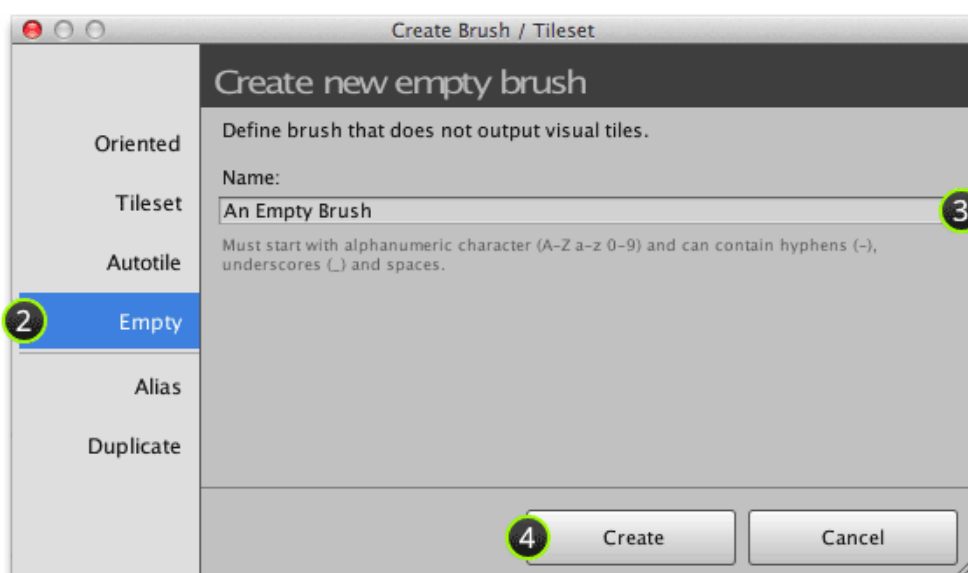 Create Brush / Tileset
Create new empty brush
Define brush that does not output visual tiles.
Name:
An Empty Brush
3
Must start with alphanumeric character (A-Z a-z 0-9) and can contain hyphens (-),
underscores (_) and spaces.
Oriented
Tileset
Autotile
2
Empty
Alias
Duplicate
4
Create
Cancel